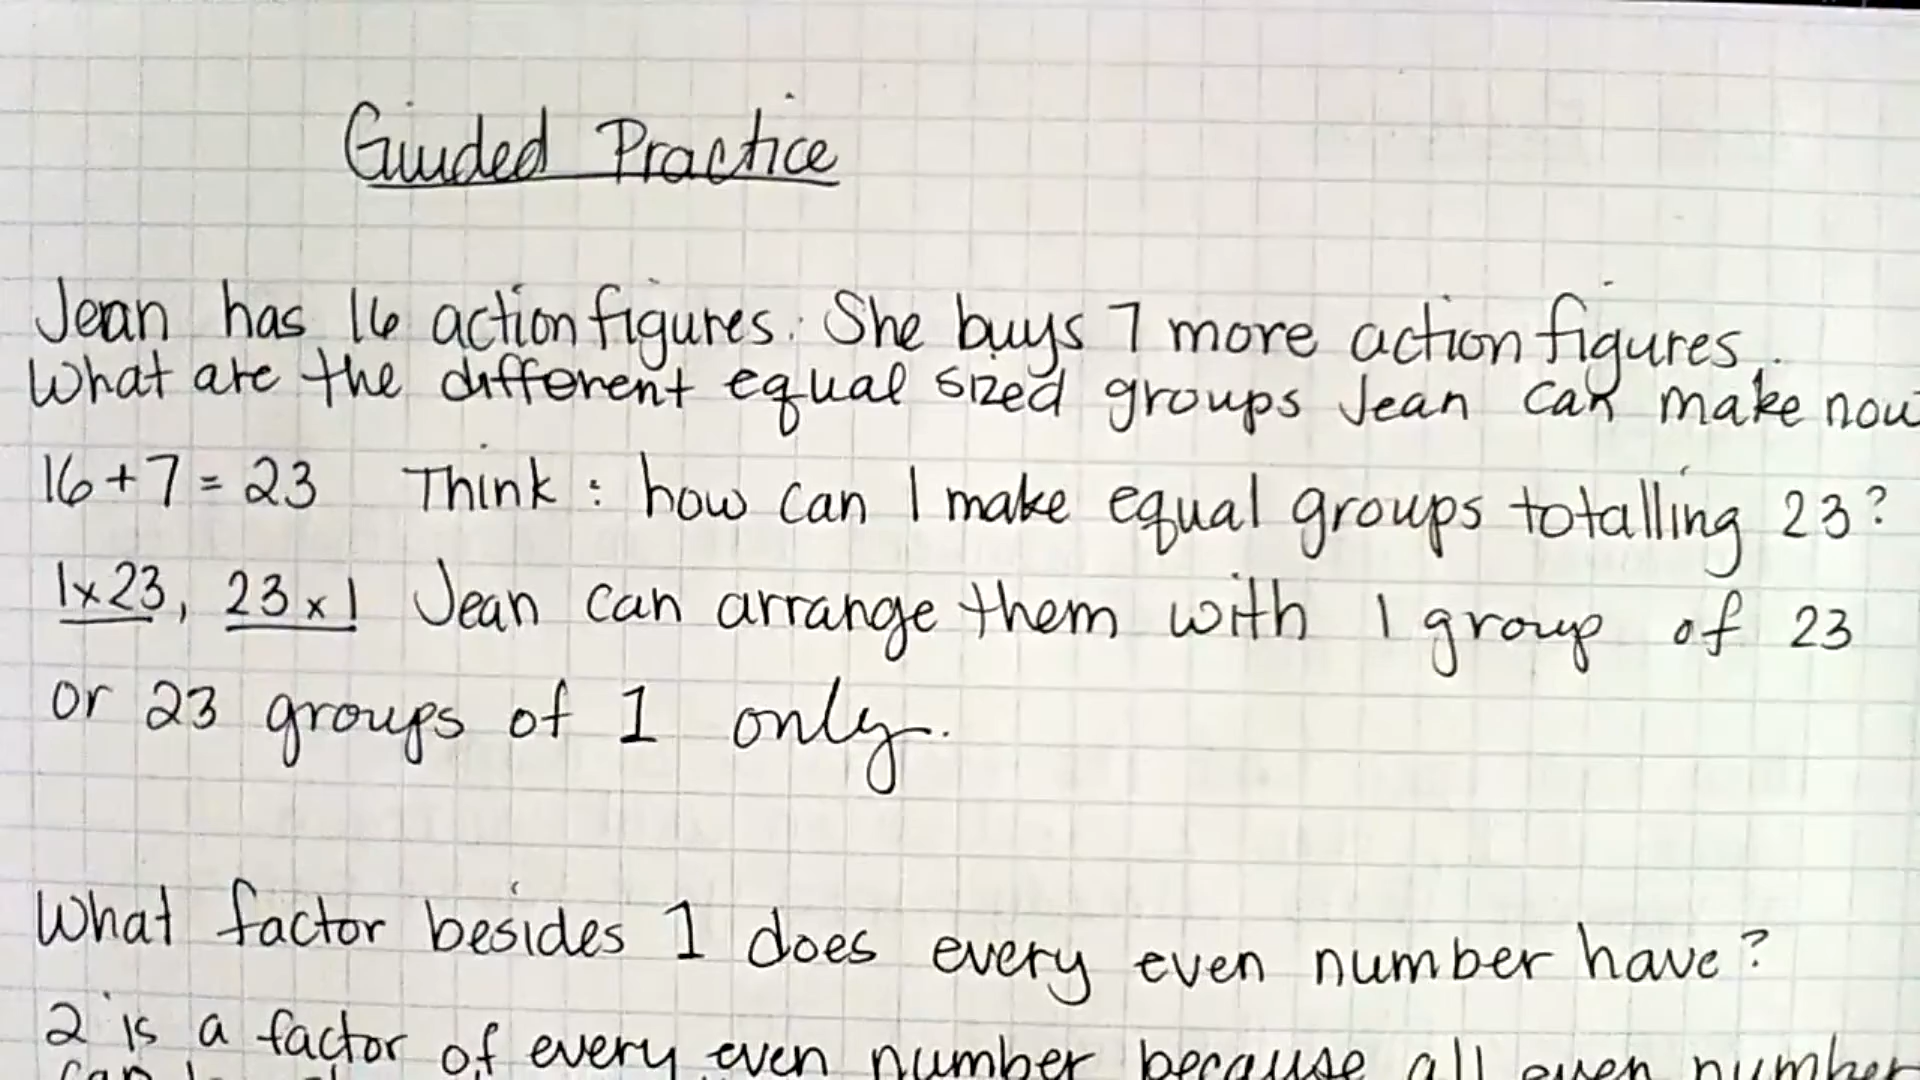 Guided Practice
Jean has 16 action figures. She buys 7 more action figures.
What are the different equal sized groups Jean can make now
16 + 7 = 23 Think : how can I make equal groups totalling 23?
1x23, 23x1 Jean can arrange them with 1 group of 23
or 23 groups of 1 only.
What factor besides 1 does every even number have?
2 is a factor of every even number because all even number
can